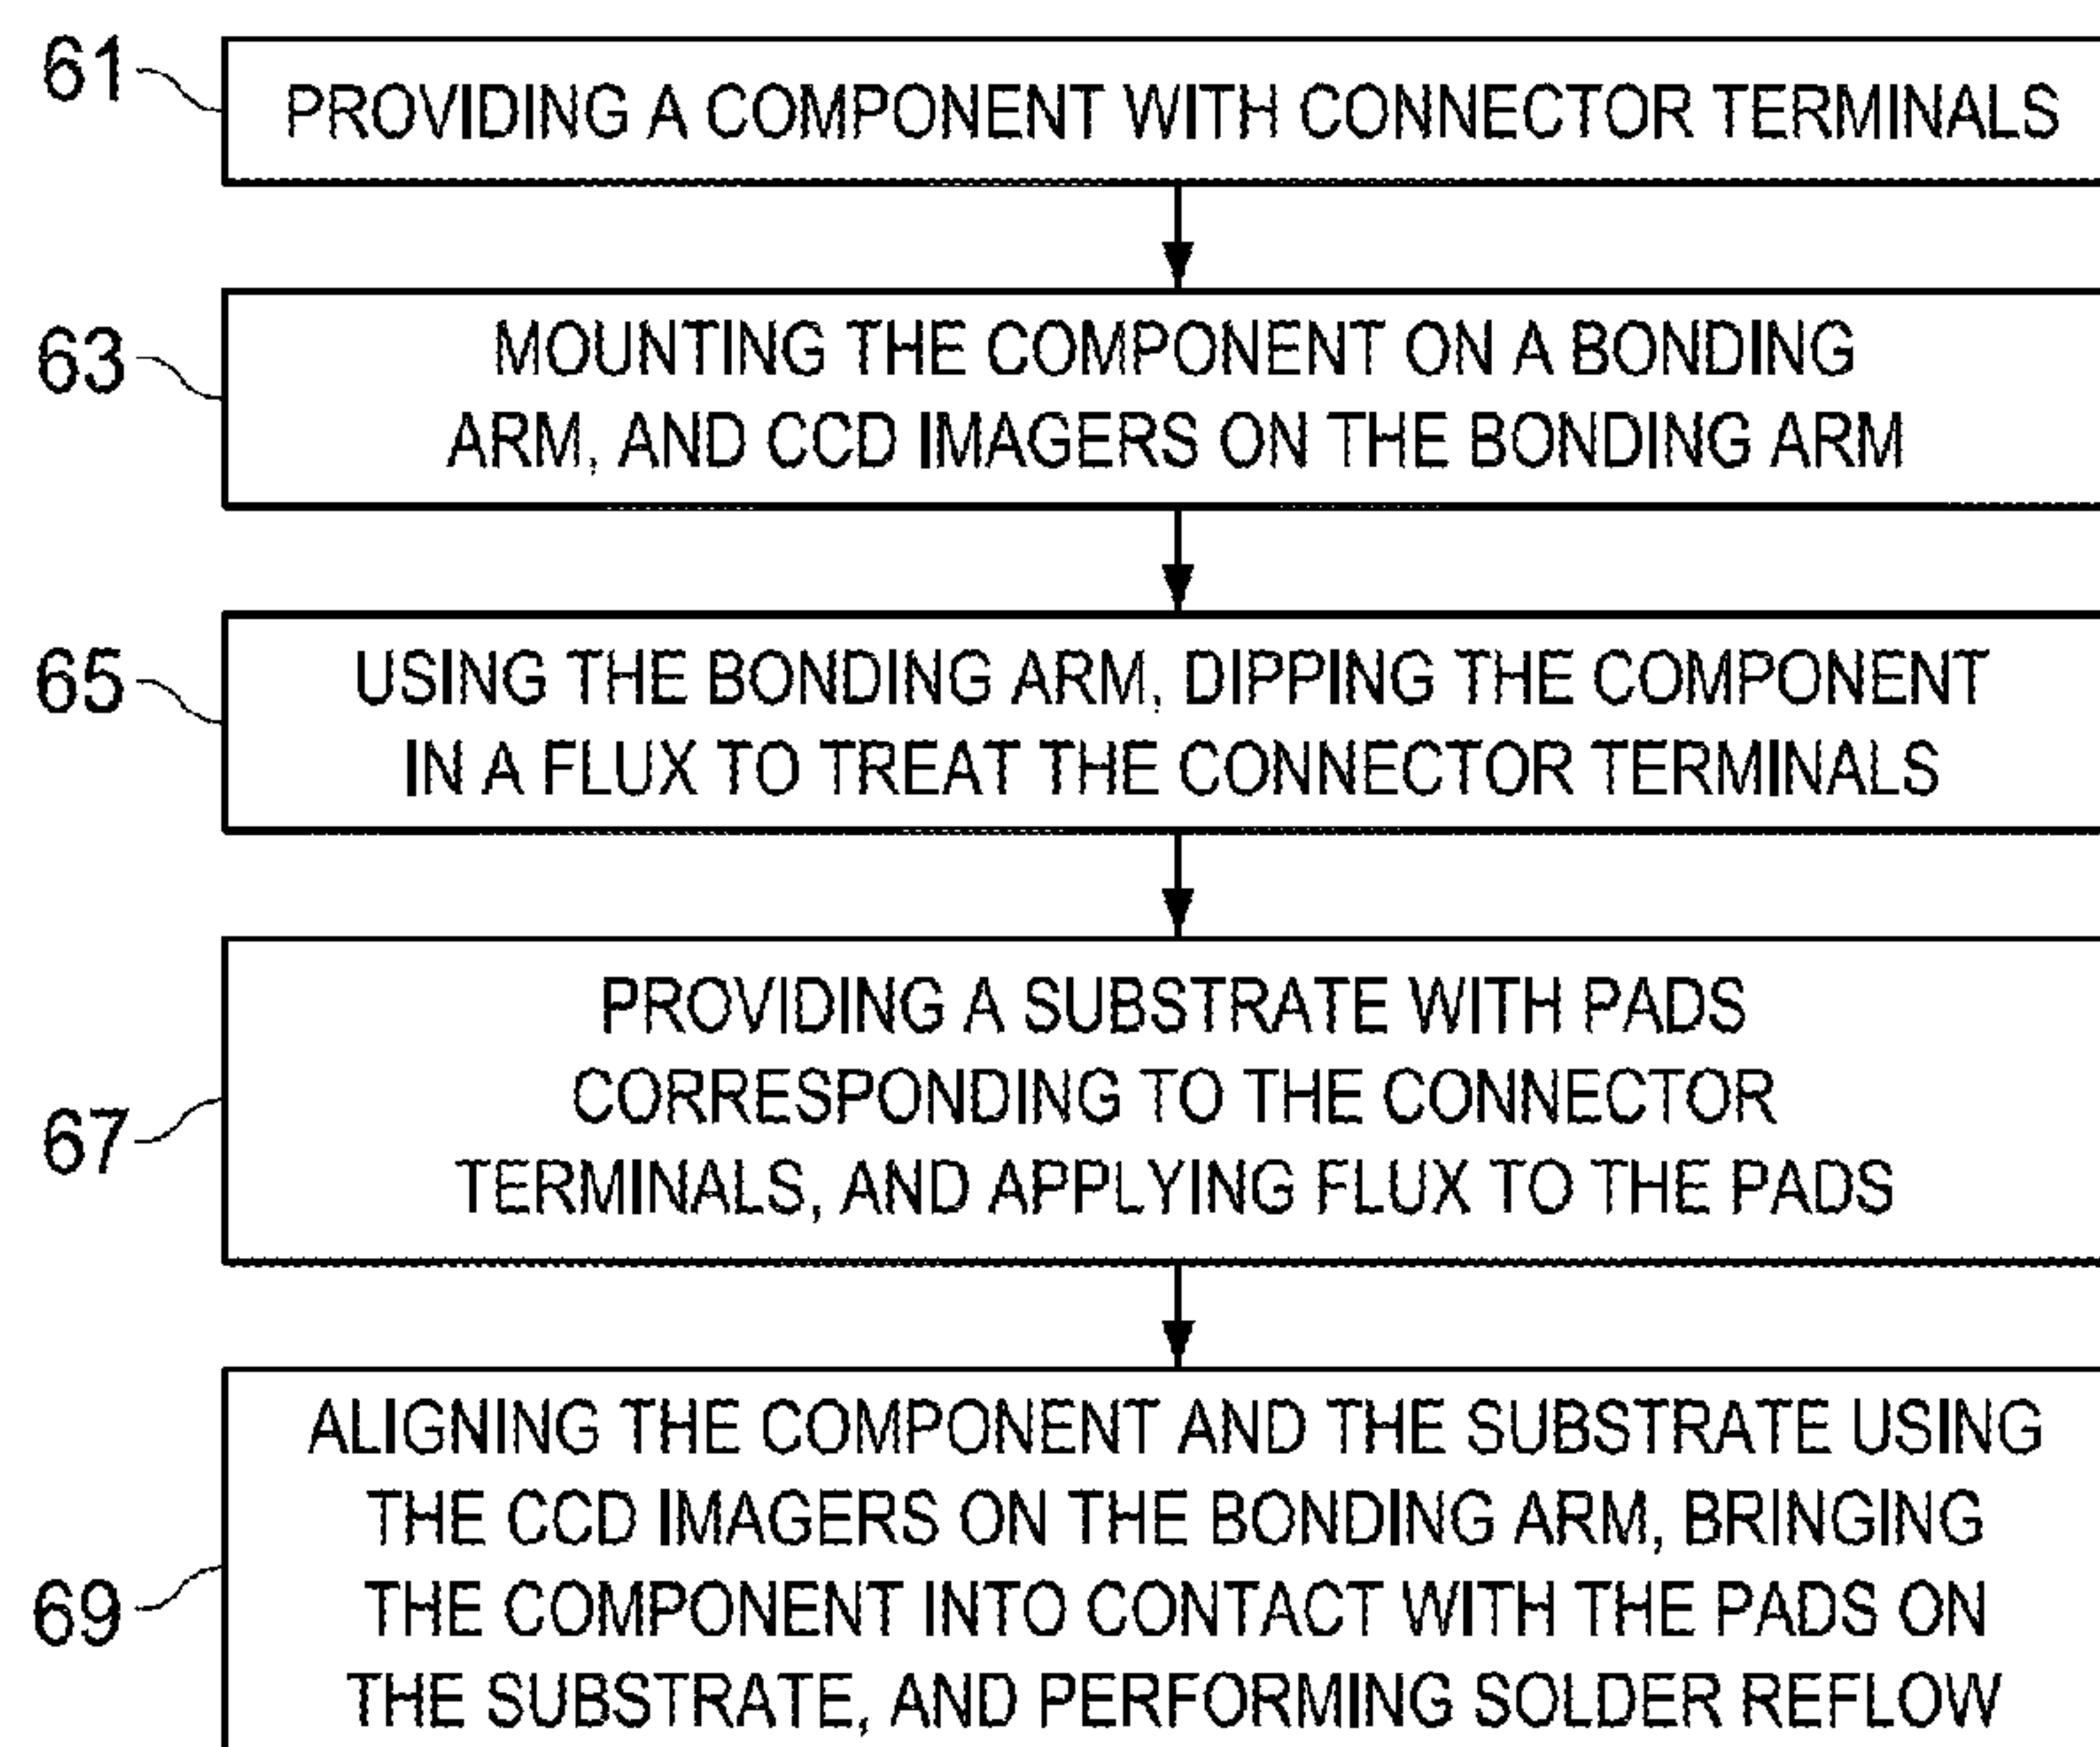 61
PROVIDING A COMPONENT WITH CONNECTOR TERMINALS
63
MOUNTING THE COMPONENT ON A BONDING
ARM, AND CCD IMAGERS ON THE BONDING ARM
65
USING THE BONDING ARM, DIPPING THE COMPONENT
IN A FLUX TO TREAT THE CONNECTOR TERMINALS
67
PROVIDING A SUBSTRATE WITH PADS
CORRESPONDING TO THE CONNECTOR
TERMINALS, AND APPLYING FLUX TO THE PADS
69
ALIGNING THE COMPONENT AND THE SUBSTRATE USING
THE CCD IMAGERS ON THE BONDING ARM, BRINGING
THE COMPONENT INTO CONTACT WITH THE PADS ON
THE SUBSTRATE, AND PERFORMING SOLDER REFLOW